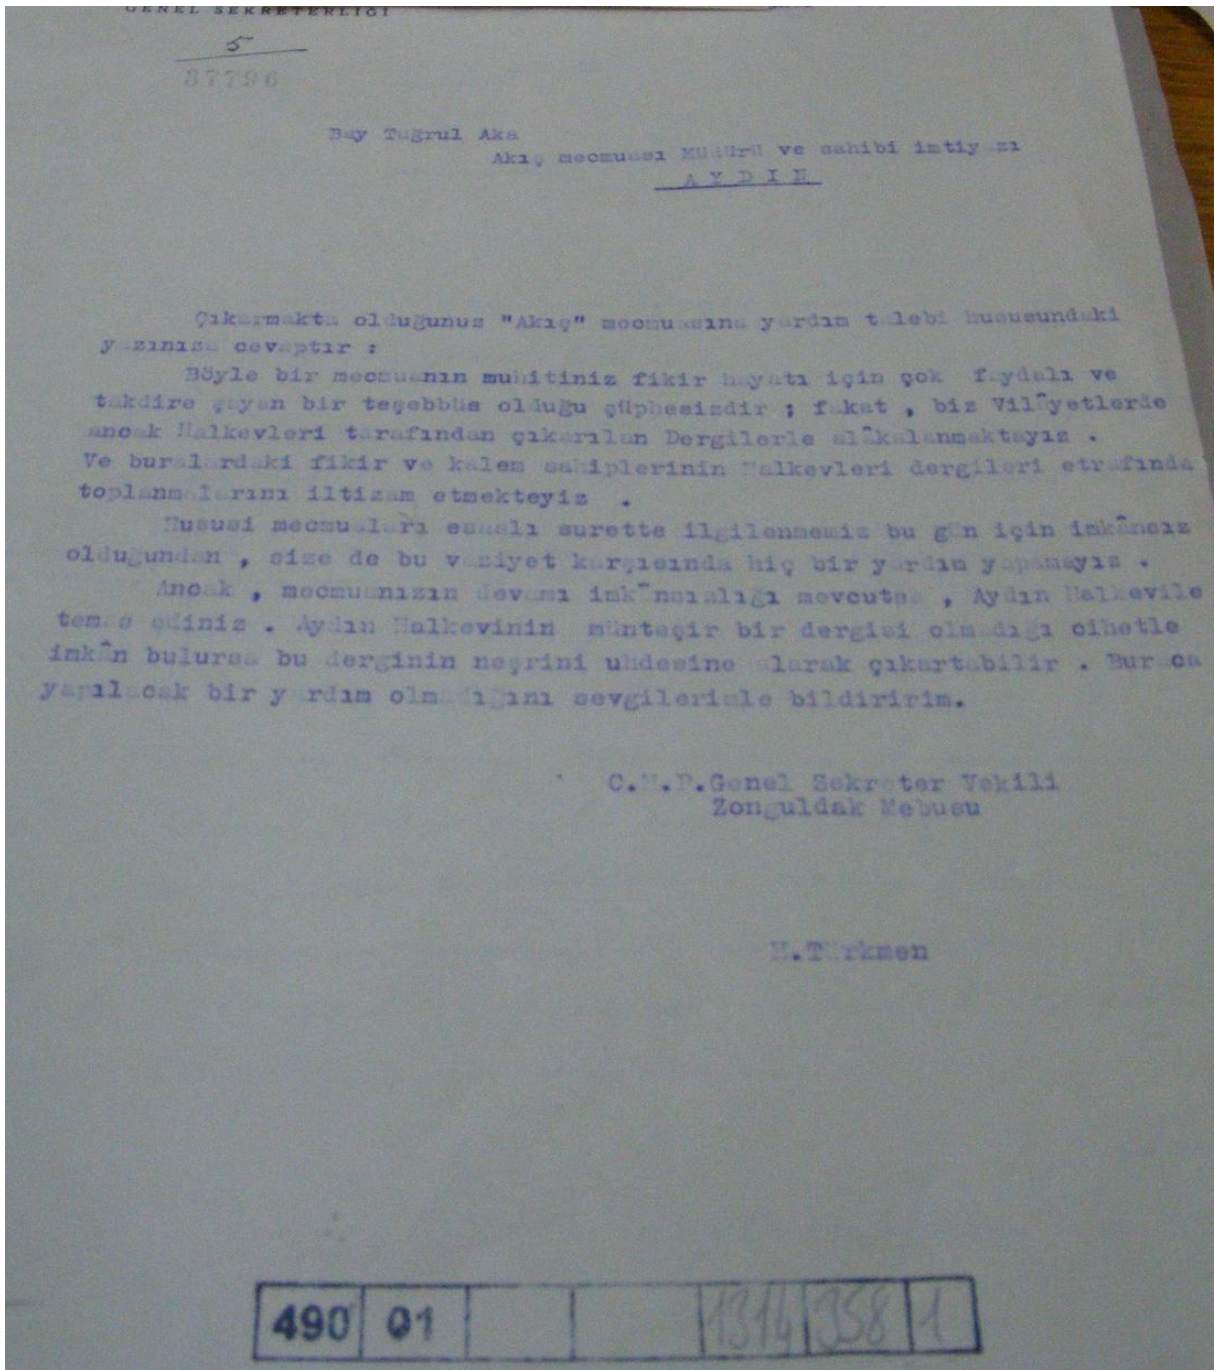 GENEL SEKRETERLİĞİ
5
37796
Bay Tuğrul Aka
Akış mecmuası Müdürü ve sahibi imtiyazı
AYDIN
Çıkarmakta olduğunuz "Akış" mecmuasına yardım talebi hususundaki
yazınıza cevaptır :
Böyle bir mecmuanın muhitiniz fikir hayatı için çok faydalı ve
takdire şayan bir teşebbüs olduğu şüphesizdir ; fakat , biz Vilâyetlerde
ancak Halkevleri tarafından çıkarılan Dergilerle alâkalanmaktayız .
Ve buralardaki fikir ve kalem sahiplerinin Halkevleri dergileri etrafında
toplanmalarını iltizam etmekteyiz .
Hususi mecmuaları esaslı surette ilgilenmemiz bu gün için imkânsız
olduğundan , size de bu vaziyet karşısında hiç bir yardım yapamayız .
Ancak , mecmuanızın devamı imkânsızlığı mevcutsa , Aydın Halkevile
temas ediniz . Aydın Halkevinin münteşir bir dergisi olmadığı cihetle
imkân bulursa bu derginin neşrini uhdesine alarak çıkartabilir . Buraca
yapılacak bir yardım olmadığını sevgilerimle bildiririm.
C.H.P.Genel Sekreter Vekili
Zonguldak Mebusu
H.Türkmen
490 01 1314 358 1